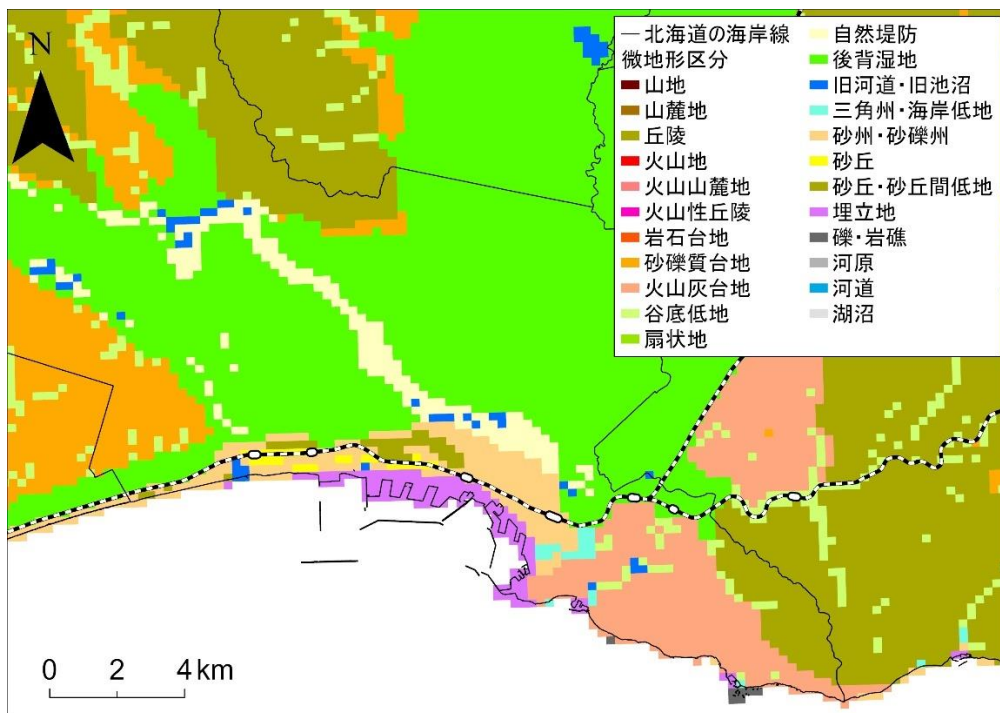 N
北海道の海岸線
微地形区分
山地
山麓地
丘陵
火山地
火山山麓地
火山性丘陵
岩石台地
砂礫質台地
火山灰台地
谷底低地
扇状地
自然堤防
後背湿地
旧河道・旧池沼
三角州・海岸低地
砂州・砂礫州
砂丘
砂丘・砂丘間低地
埋立地
礫・岩礁
河原
河道
湖沼
0 2 4 km